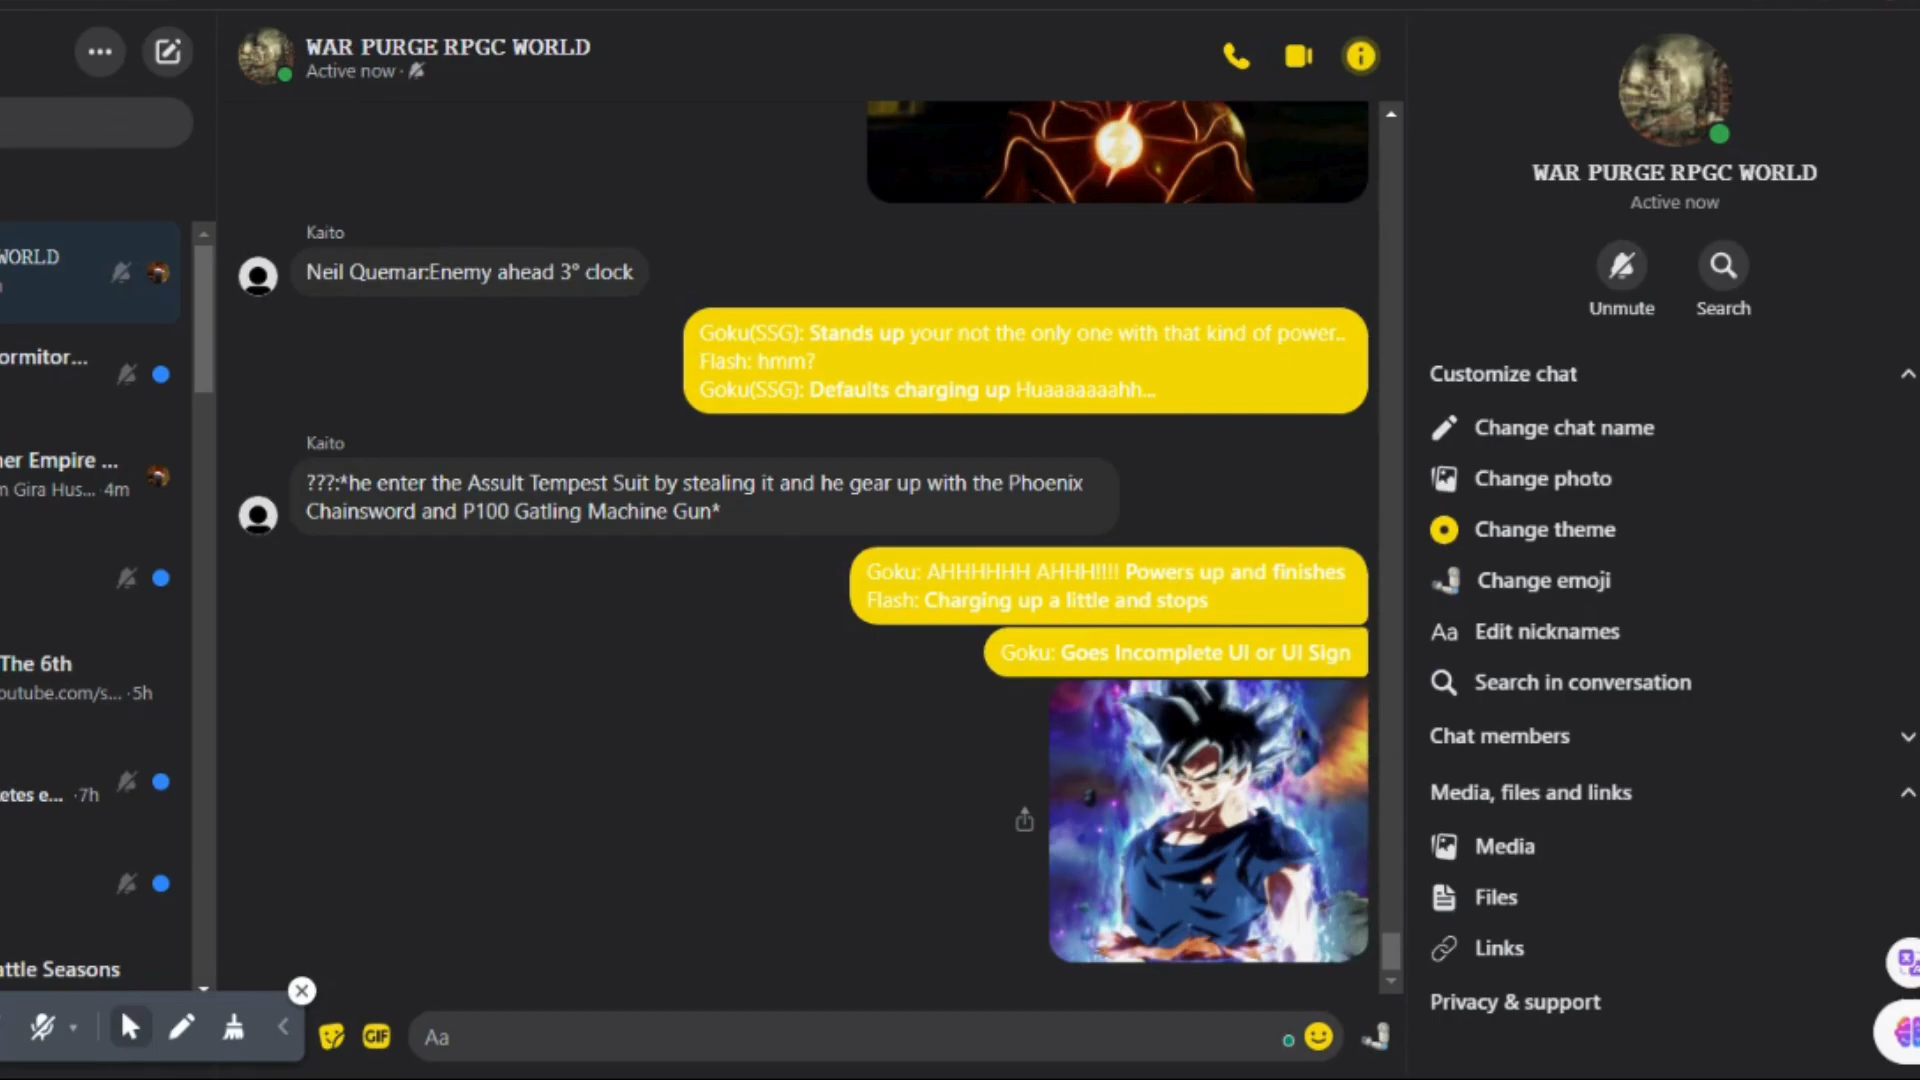 WAR PURGE RPGC WORLD
Active now ·
WORLD
ormitor...
er Empire ...
m Gira Hus... · 4m
The 6th
outube.com/s... · 5h
etes e... · 7h
attle Seasons
Kaito
Neil Quemar:Enemy ahead 3° clock
Goku(SSG): Stands up your not the only one with that kind of power..
Flash: hmm?
Goku(SSG): Defaults charging up Huaaaaaaahh...
Kaito
???:*he enter the Assult Tempest Suit by stealing it and he gear up with the Phoenix
Chainsword and P100 Gatling Machine Gun*
Goku: AHHHHHH AHHH!!!! Powers up and finishes
Flash: Charging up a little and stops
Goku: Goes Incomplete UI or UI Sign
GIF
Aa
WAR PURGE RPGC WORLD
Active now
Unmute
Search
Customize chat
Change chat name
Change photo
Change theme
Change emoji
Aa Edit nicknames
Search in conversation
Chat members
Media, files and links
Media
Files
Links
Privacy & support